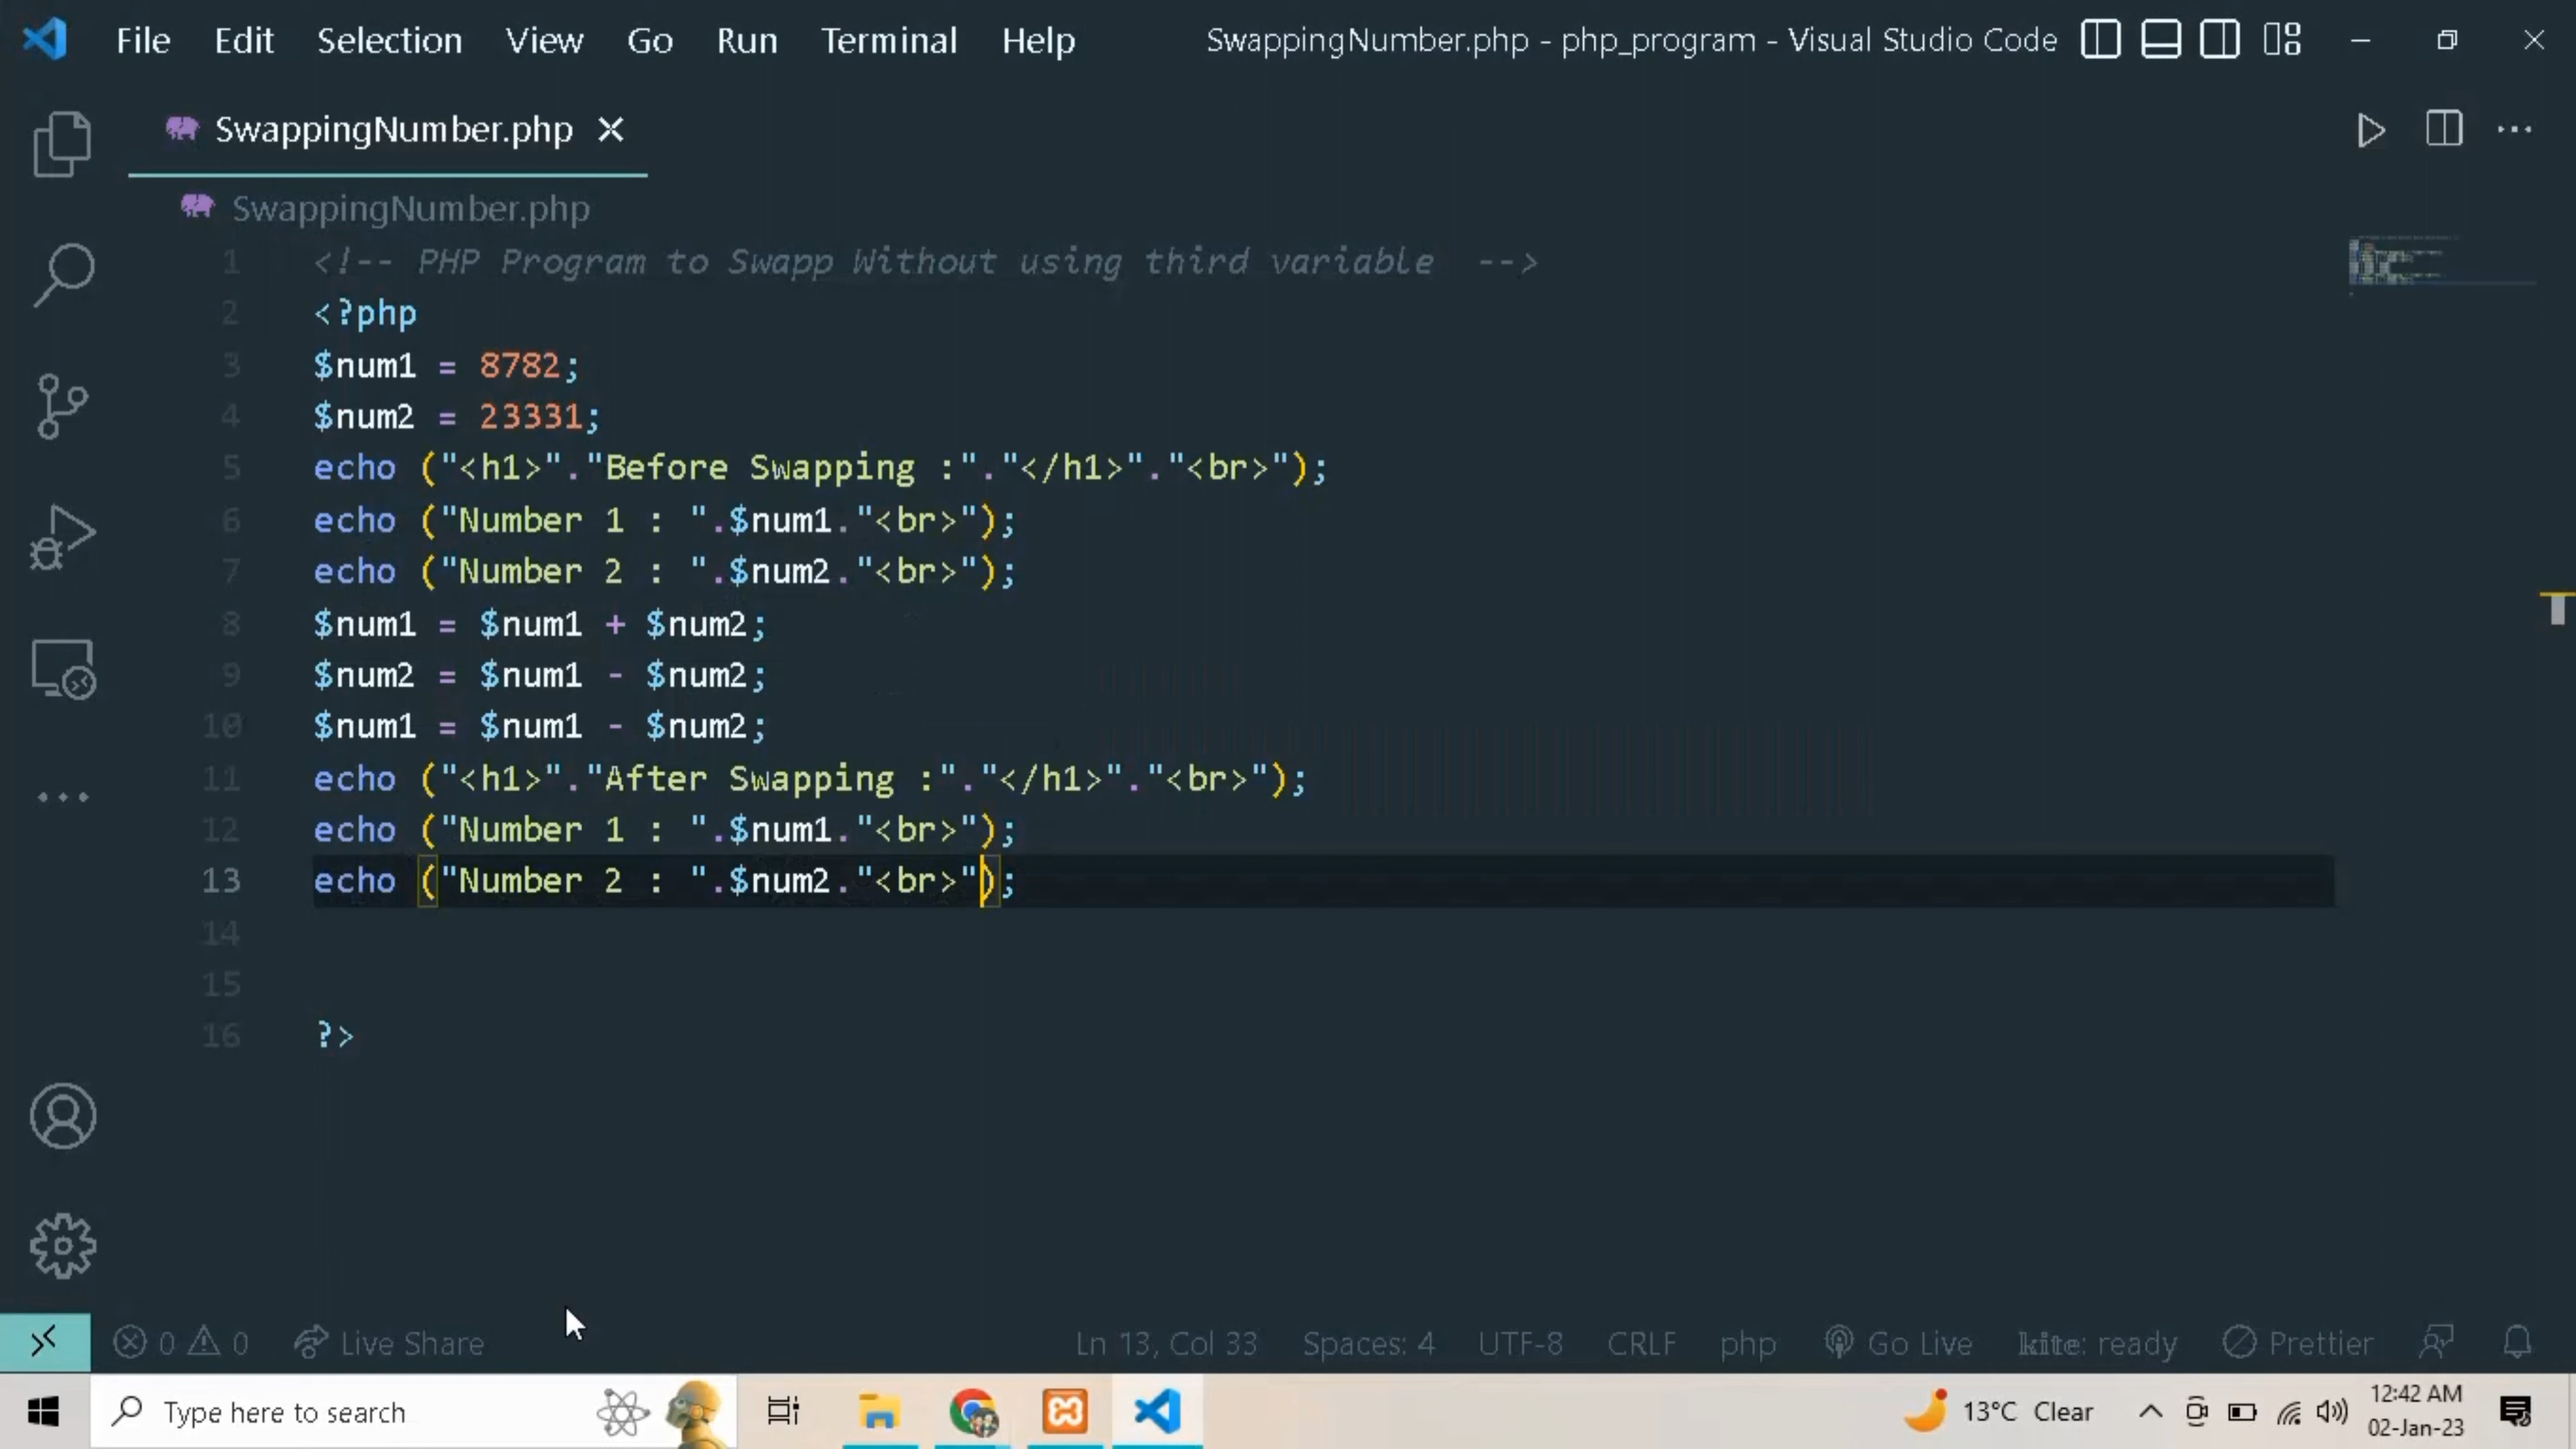 File Edit Selection View Go Run Terminal Help SwappingNumber.php - php_program - Visual Studio Code
SwappingNumber.php
SwappingNumber.php
1 <!-- PHP Program to Swapp Without using third variable  -->
2 <?php
3 $num1 = 8782;
4 $num2 = 23331;
5 echo ("<h1>"."Before Swapping :"."</h1>"."<br>");
6 echo ("Number 1 : ".$num1."<br>");
7 echo ("Number 2 : ".$num2."<br>");
8 $num1 = $num1 + $num2;
9 $num2 = $num1 - $num2;
10 $num1 = $num1 - $num2;
11 echo ("<h1>"."After Swapping :"."</h1>"."<br>");
12 echo ("Number 1 : ".$num1."<br>");
13 echo ("Number 2 : ".$num2."<br>");
14
15
16 ?>
0 0 Live Share Ln 13, Col 33 Spaces: 4 UTF-8 CRLF php Go Live kite: ready Prettier
Type here to search 13°C Clear 12:42 AM
02-Jan-23